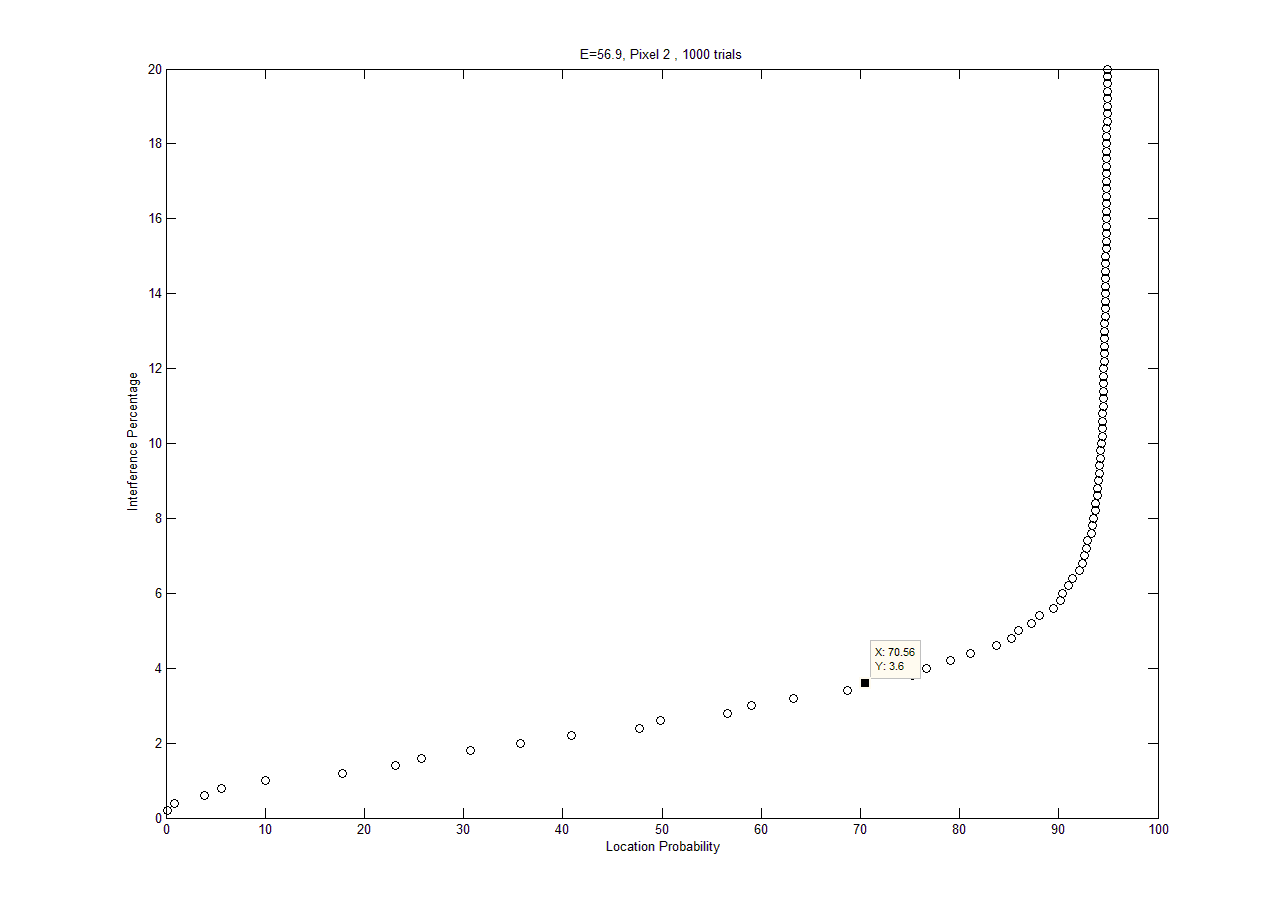 E=56.9, Pixel 2 , 1000 trials
20
18
16
14
12
10
8
6
4
2
0
Interference Percentage
X: 70.56
Y: 3.6
0 10 20 30 40 50 60 70 80 90 100
Location Probability